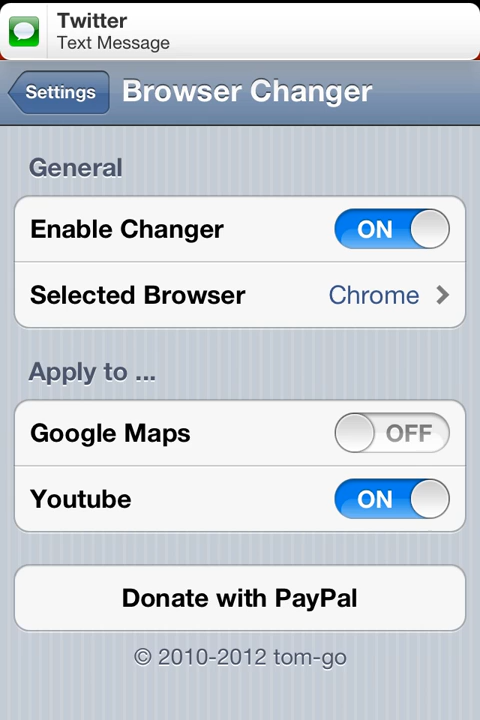 Twitter
Text Message
Settings
Browser Changer
General
Enable Changer ON
Selected Browser Chrome
Apply to ...
Google Maps OFF
Youtube ON
Donate with PayPal
© 2010-2012 tom-go